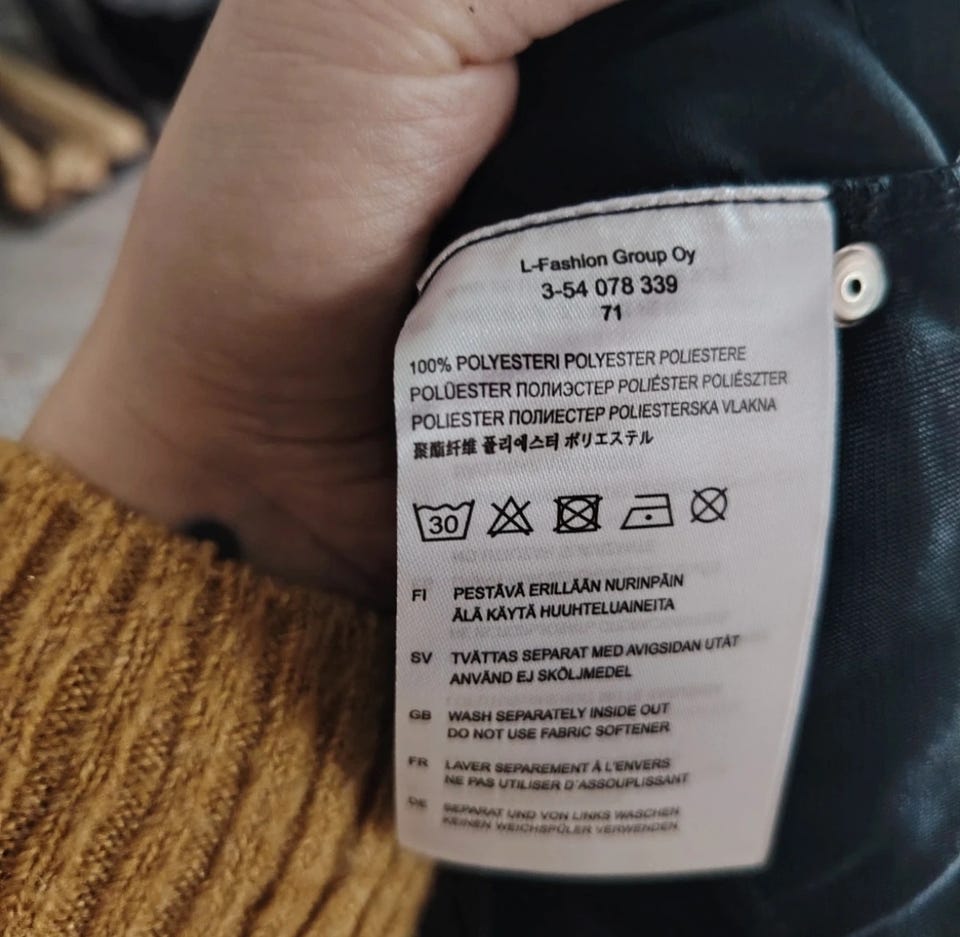 L-Fashion Group Oy
3-54 078 339
71
100% POLYESTERI POLYESTER POLIESTERE
POLÜESTER ПОЛИЭСТЕР POLIÉSTER POLIÉSZTER
POLIESTER ПОЛИЕСТЕР POLIESTERSKA VLAKNA
聚酯纤维 폴리에스터 ポリエステル
30
FI PESTÄVÄ ERILLÄÄN NURINPÄIN
ÄLÄ KÄYTÄ HUUHTELUAINEITA
SV TVÄTTAS SEPARAT MED AVIGSIDAN UTÅT
ANVÄND EJ SKÖLJMEDEL
GB WASH SEPARATELY INSIDE OUT
DO NOT USE FABRIC SOFTENER
FR LAVER SEPAREMENT À L'ENVERS
NE PAS UTILISER D'ASSOUPLISSANT
DE SEPARAT UND VON LINKS WASCHEN
KEINEN WEICHSPÜLER VERWENDEN